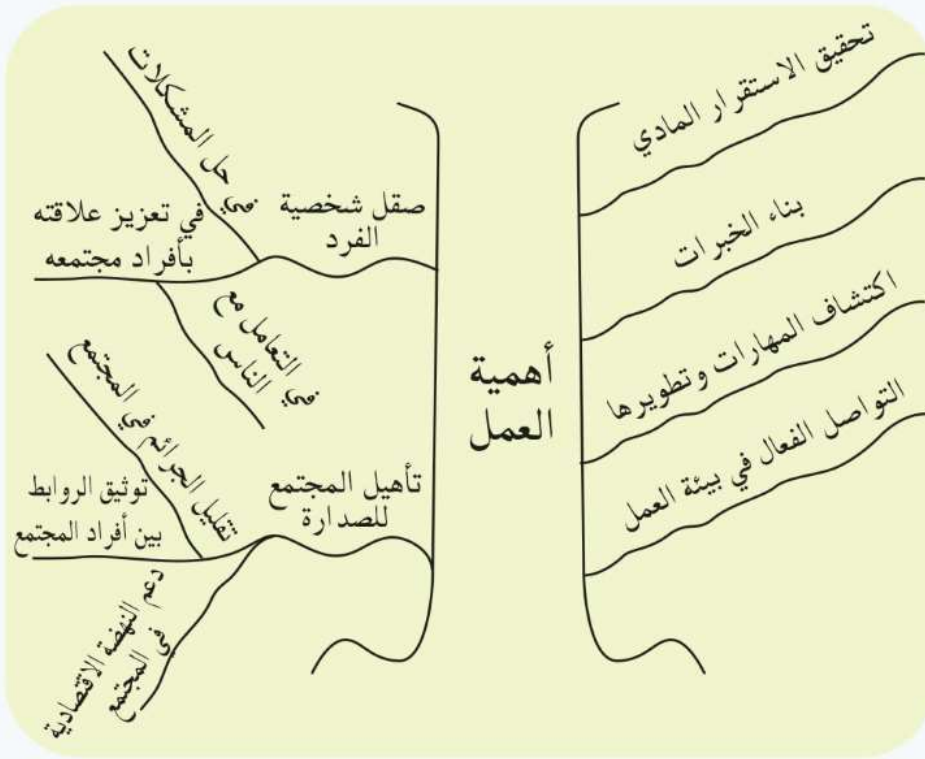 أهمية
العمل
تحقيق الاستقرار المادي
بناء الخبرات
اكتشاف المهارات وتطويرها
التواصل الفعال في بيئة العمل
صقل شخصية
الفرد
في حل المشكلات
في تعزيز علاقته
بأفراد مجتمعه
في التعامل مع
الناس
تأهيل المجتمع
للصدارة
تقليل الجرائم في المجتمع
توثيق الروابط
بين أفراد المجتمع
دعم النهضة الاقتصادية
في المجتمع